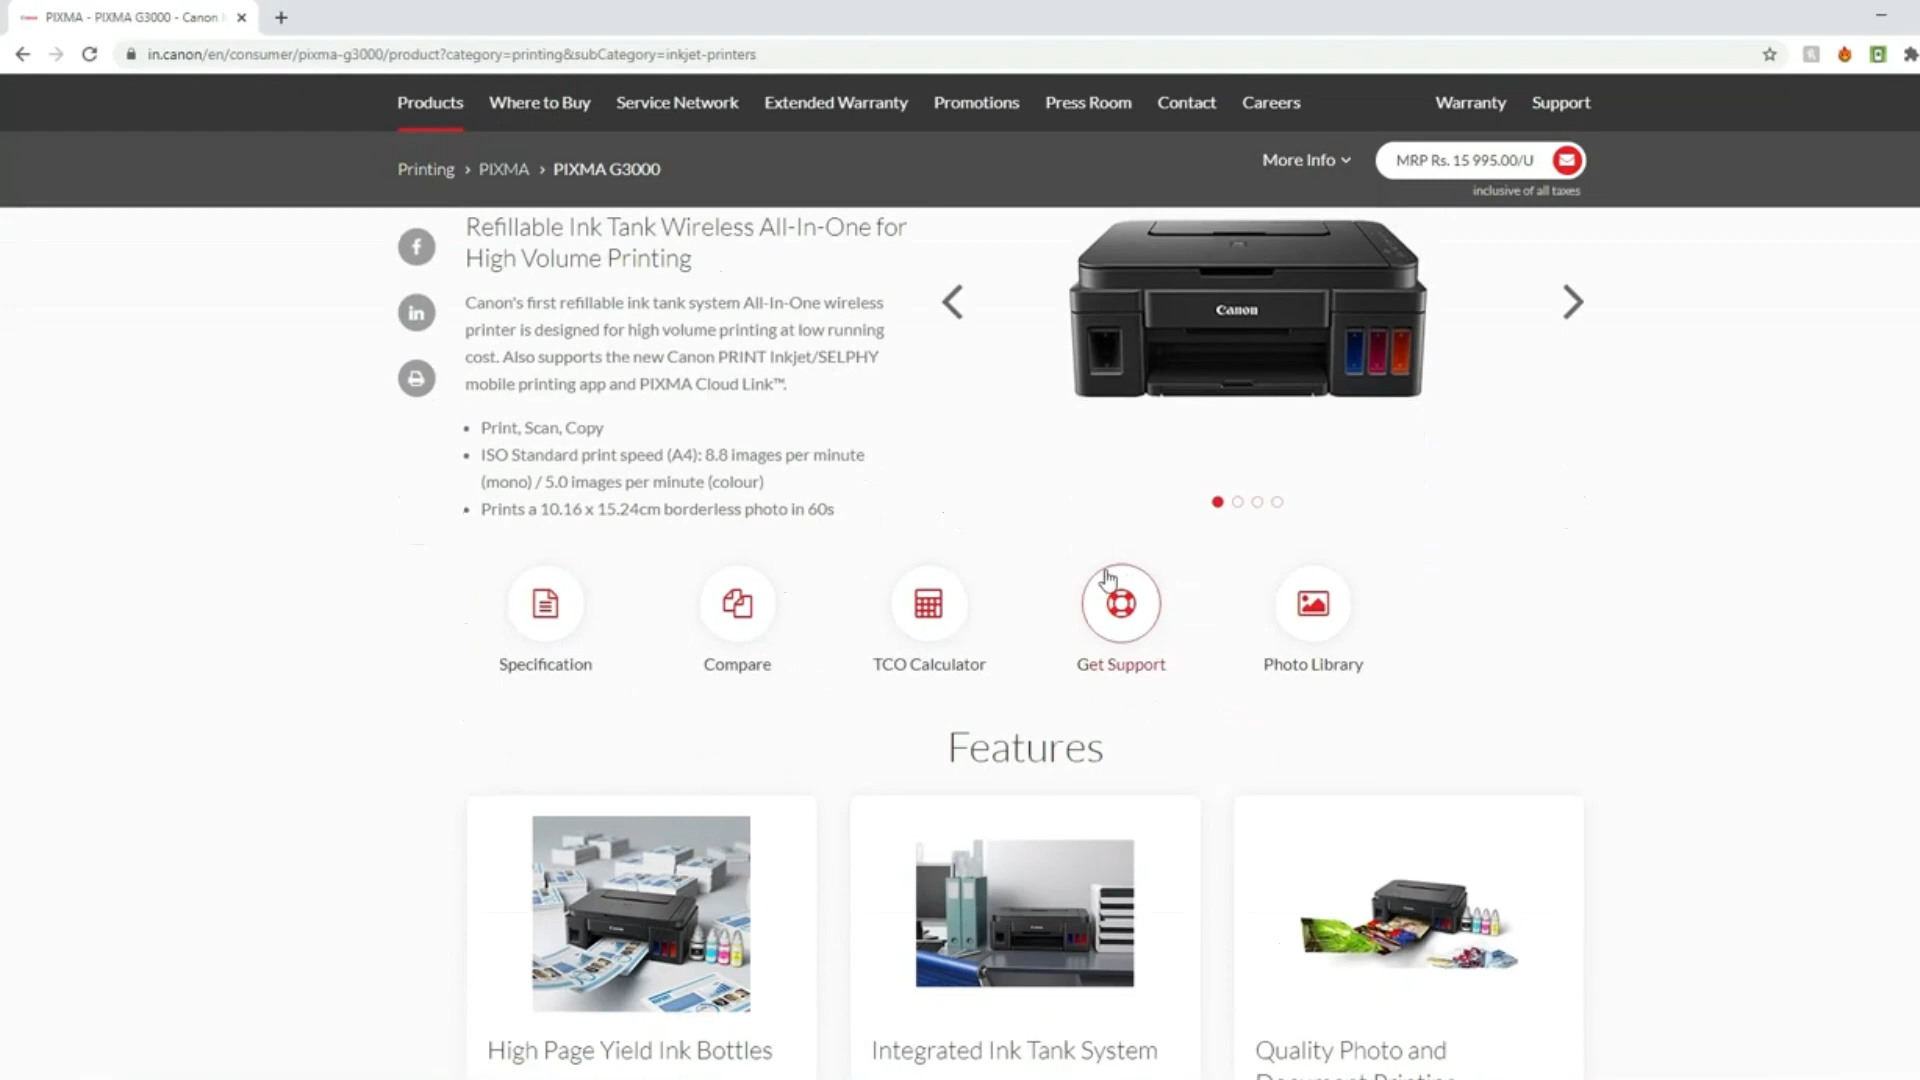 PIXMA - PIXMA G3000 - Canon
in.canon/en/consumer/pixma-g3000/product?category=printing&subCategory=inkjet-printers
Products Where to Buy Service Network Extended Warranty Promotions Press Room Contact Careers Warranty Support
Printing > PIXMA > PIXMA G3000
More Info
MRP Rs. 15 995.00/U
inclusive of all taxes
Refillable Ink Tank Wireless All-In-One for
High Volume Printing
Canon's first refillable ink tank system All-In-One wireless
printer is designed for high volume printing at low running
cost. Also supports the new Canon PRINT Inkjet/SELPHY
mobile printing app and PIXMA Cloud Link™.
• Print, Scan, Copy
• ISO Standard print speed (A4): 8.8 images per minute
(mono) / 5.0 images per minute (colour)
• Prints a 10.16 x 15.24cm borderless photo in 60s
Canon
Specification
Compare
TCO Calculator
Get Support
Photo Library
Features
High Page Yield Ink Bottles
Integrated Ink Tank System
Quality Photo and
Document Printing